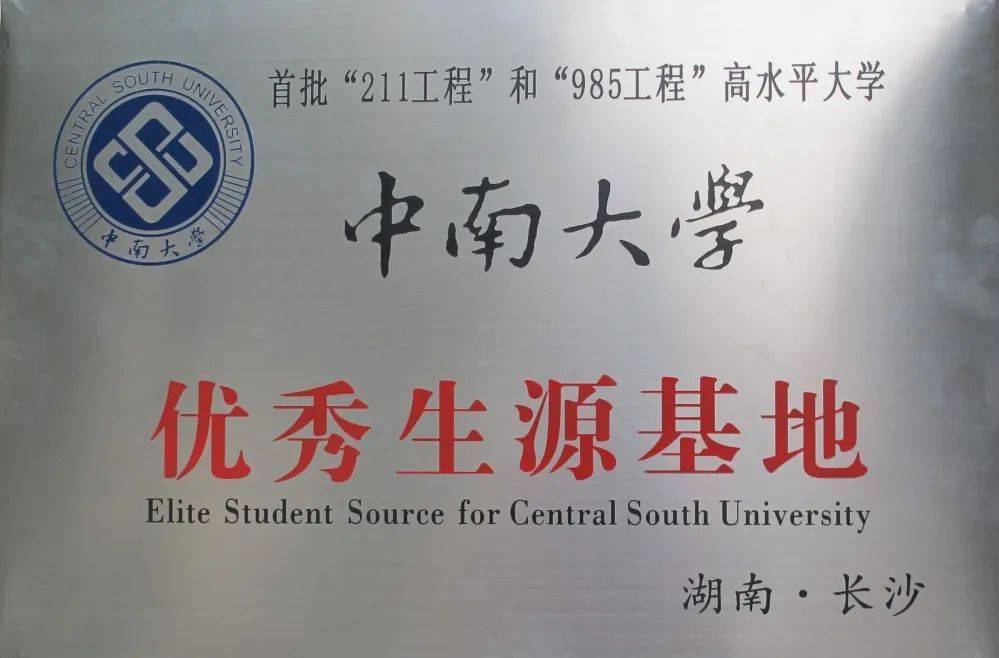 首批“211工程”和“985工程”高水平大学
CENTRAL SOUTH UNIVERSITY
中南大學
中南大學
优秀生源基地
Elite Student Source for Central South University
湖南·长沙